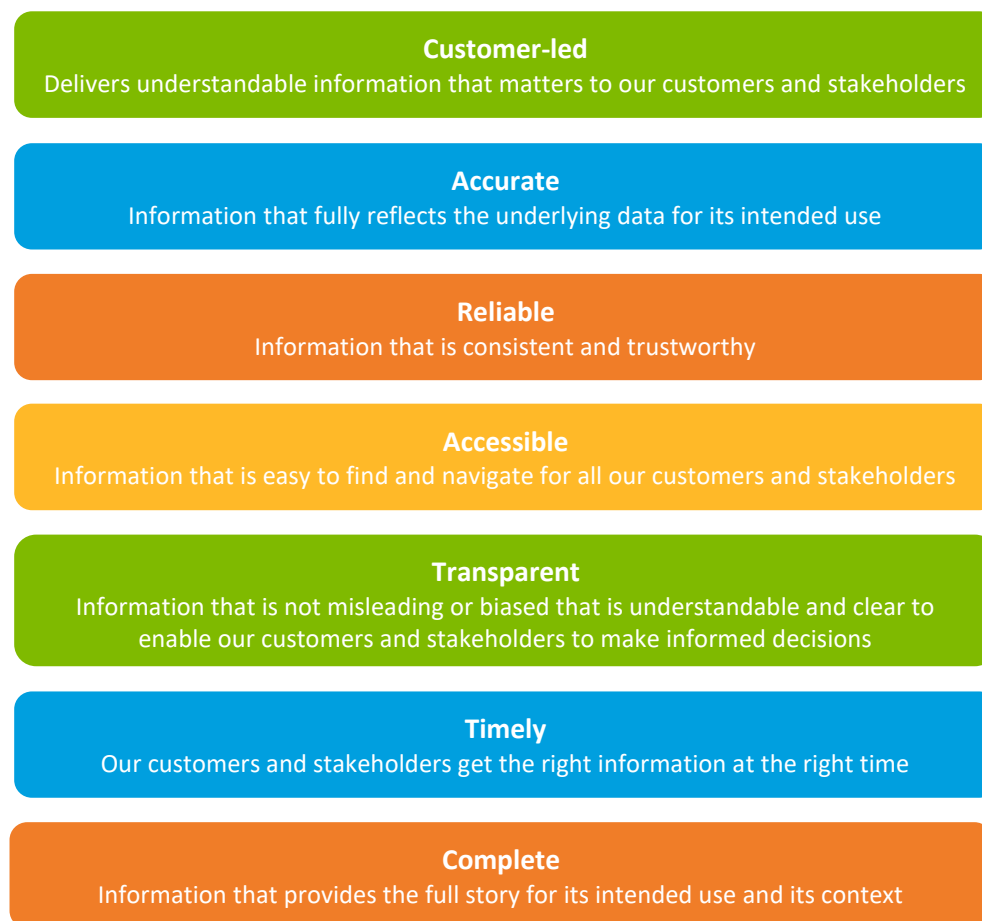 Customer-led
Delivers understandable information that matters to our customers and stakeholders
Accurate
Information that fully reflects the underlying data for its intended use
Reliable
Information that is consistent and trustworthy
Accessible
Information that is easy to find and navigate for all our customers and stakeholders
Transparent
Information that is not misleading or biased that is understandable and clear to
enable our customers and stakeholders to make informed decisions
Timely
Our customers and stakeholders get the right information at the right time
Complete
Information that provides the full story for its intended use and its context